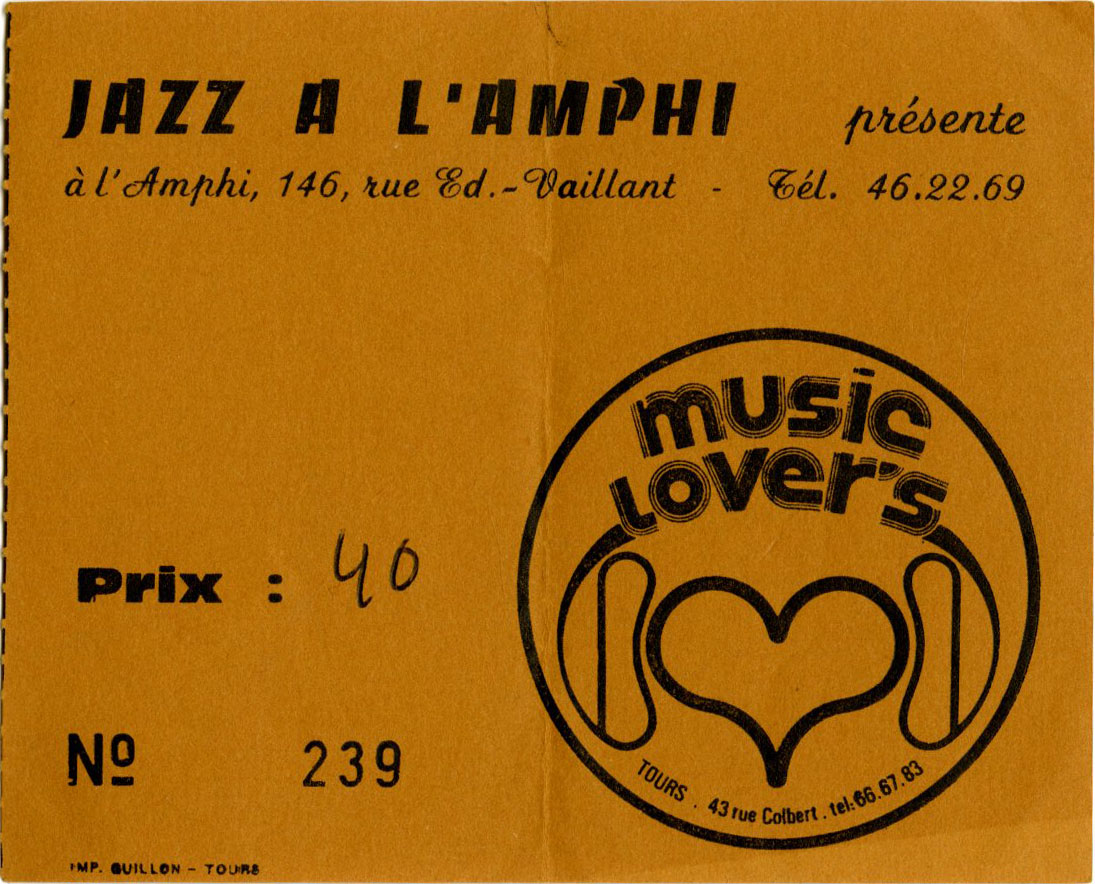 JAZZ A L'AMPHI présente
à l'Amphi, 146, rue Ed.-Vaillant - Tél. 46.22.69
music
Lover's
Prix : 40
TOURS . 43 rue Colbert . tel: 66.67.83
Nº 239
IMP. GUILLON - TOURS